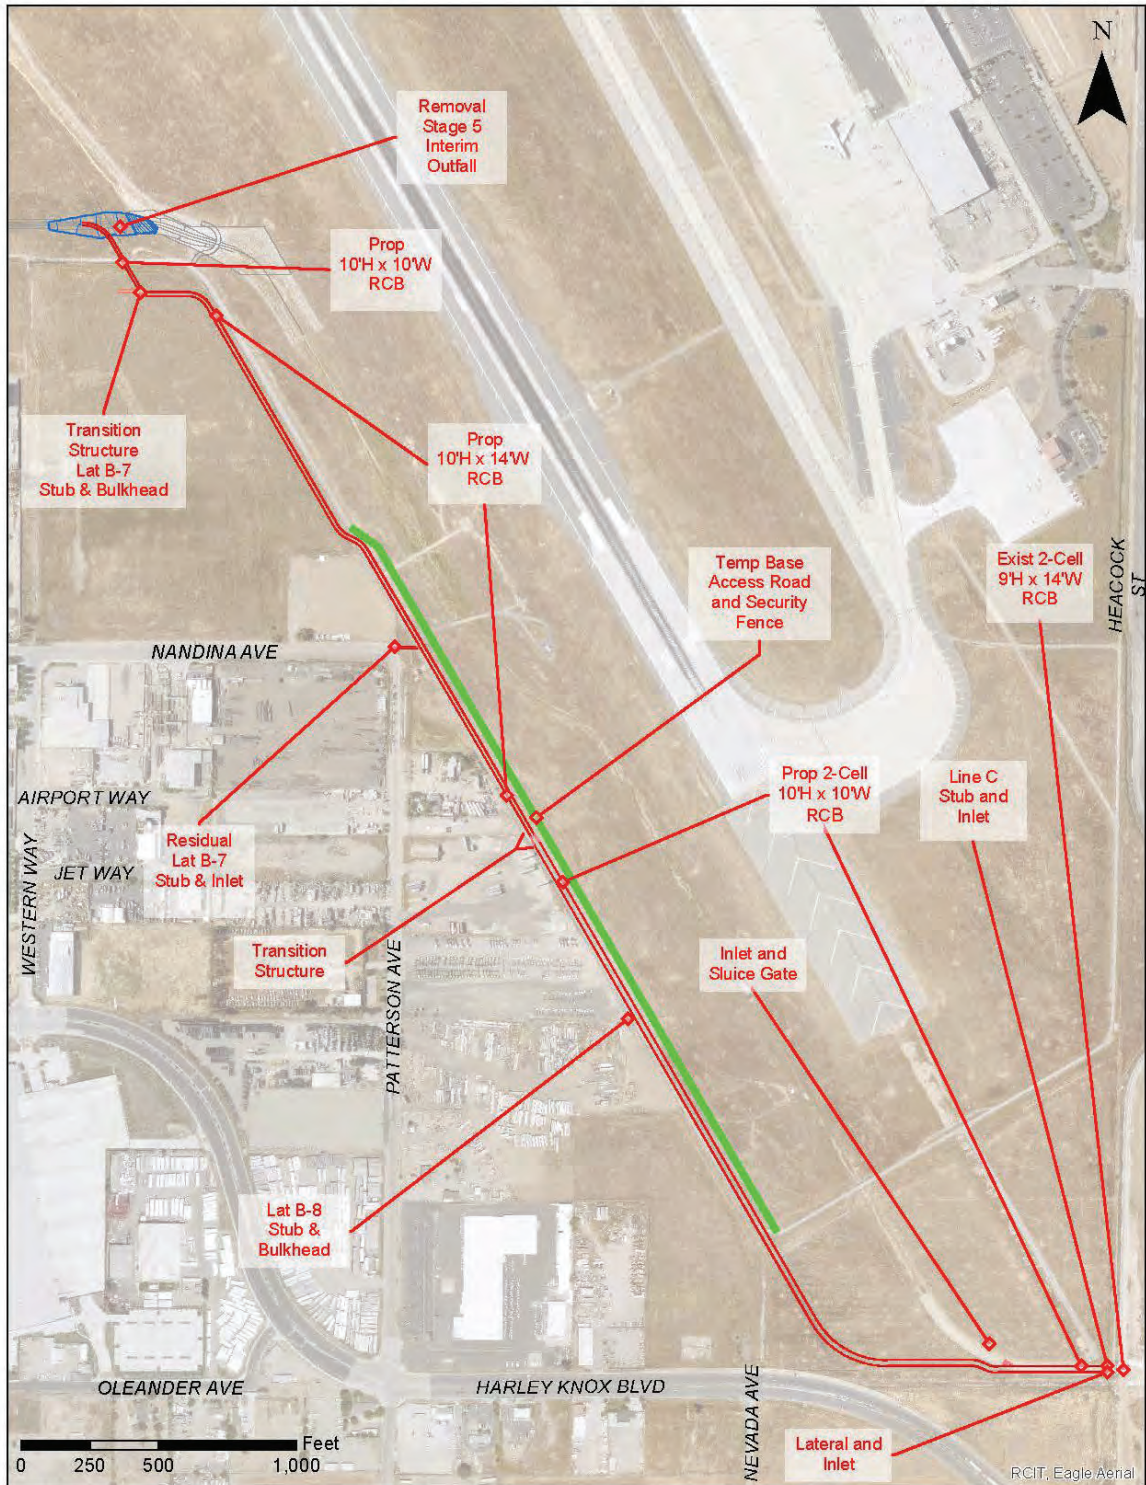 N
Removal
Stage 5
Interim
Outfall
Prop
10'H x 10'W
RCB
Transition
Structure
Lat B-7
Stub & Bulkhead
Prop
10'H x 14'W
RCB
Temp Base
Access Road
and Security
Fence
Exist 2-Cell
9'H x 14'W
RCB
HEACOCK ST
NANDINA AVE
AIRPORT WAY
Prop 2-Cell
10'H x 10'W
RCB
Line C
Stub and
Inlet
Residual
Lat B-7
Stub & Inlet
JET WAY
WESTERN WAY
Transition
Structure
PATTERSON AVE
Inlet and
Sluice Gate
Lat B-8
Stub &
Bulkhead
OLEANDER AVE
HARLEY KNOX BLVD
NEVADA AVE
Lateral and
Inlet
Feet
0 250 500 1,000
RCIT, Eagle Aerial